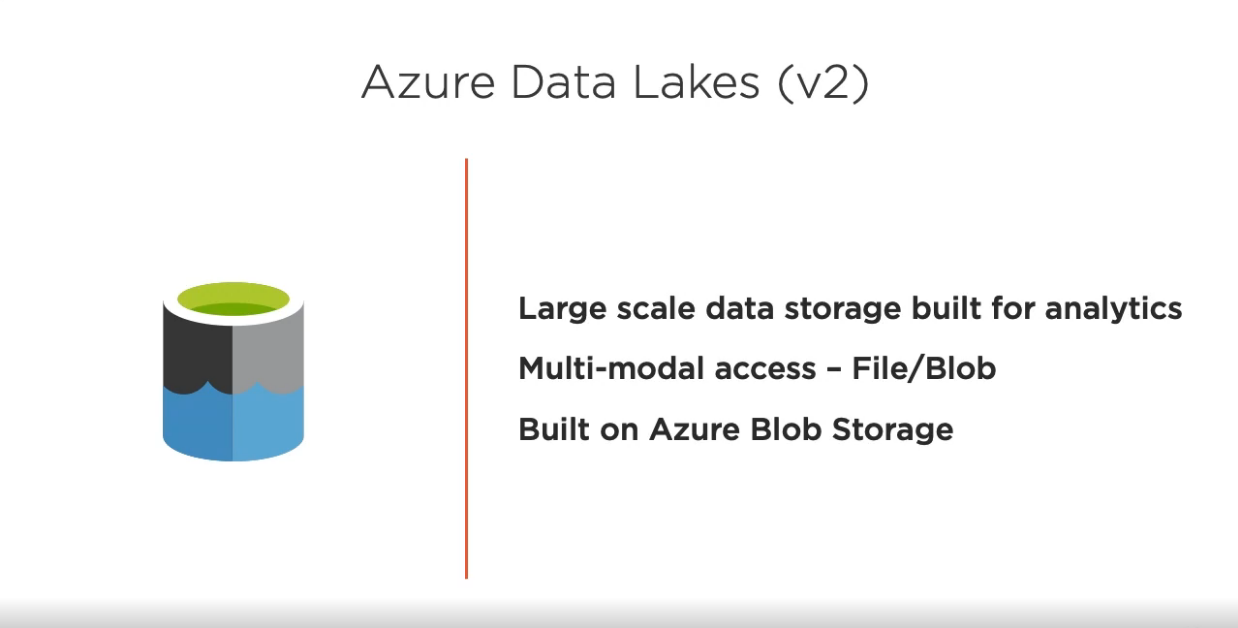 Azure Data Lakes (v2)
Large scale data storage built for analytics
Multi-modal access – File/Blob
Built on Azure Blob Storage